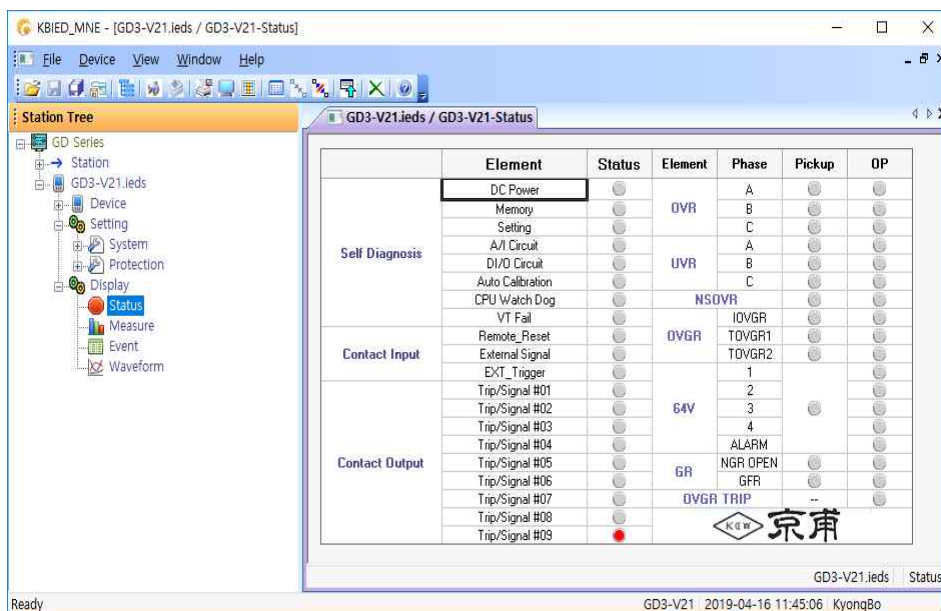 KBIED_MNE - [GD3-V21.ieds / GD3-V21-Status]
File Device View Window Help
Station Tree
GD Series
Station
GD3-V21.ieds
Device
Setting
System
Protection
Display
Status
Measure
Event
Waveform
GD3-V21.ieds / GD3-V21-Status
Element Status Element Phase Pickup OP
Self Diagnosis
DC Power
Memory
Setting
A/I Circuit
DI/O Circuit
Auto Calibration
CPU Watch Dog
VT Fail
Contact Input
Remote_Reset
External Signal
EXT_Trigger
Contact Output
Trip/Signal #01
Trip/Signal #02
Trip/Signal #03
Trip/Signal #04
Trip/Signal #05
Trip/Signal #06
Trip/Signal #07
Trip/Signal #08
Trip/Signal #09
OVR
A
B
C
UVR
A
B
C
NSOVR
OVGR
IOVGR
TOVGR1
TOVGR2
64V
1
2
3
4
ALARM
GR
NGR OPEN
GFR
OVGR TRIP --
京甫
GD3-V21.ieds Status
Ready GD3-V21 2019-04-16 11:45:06 KyongBo